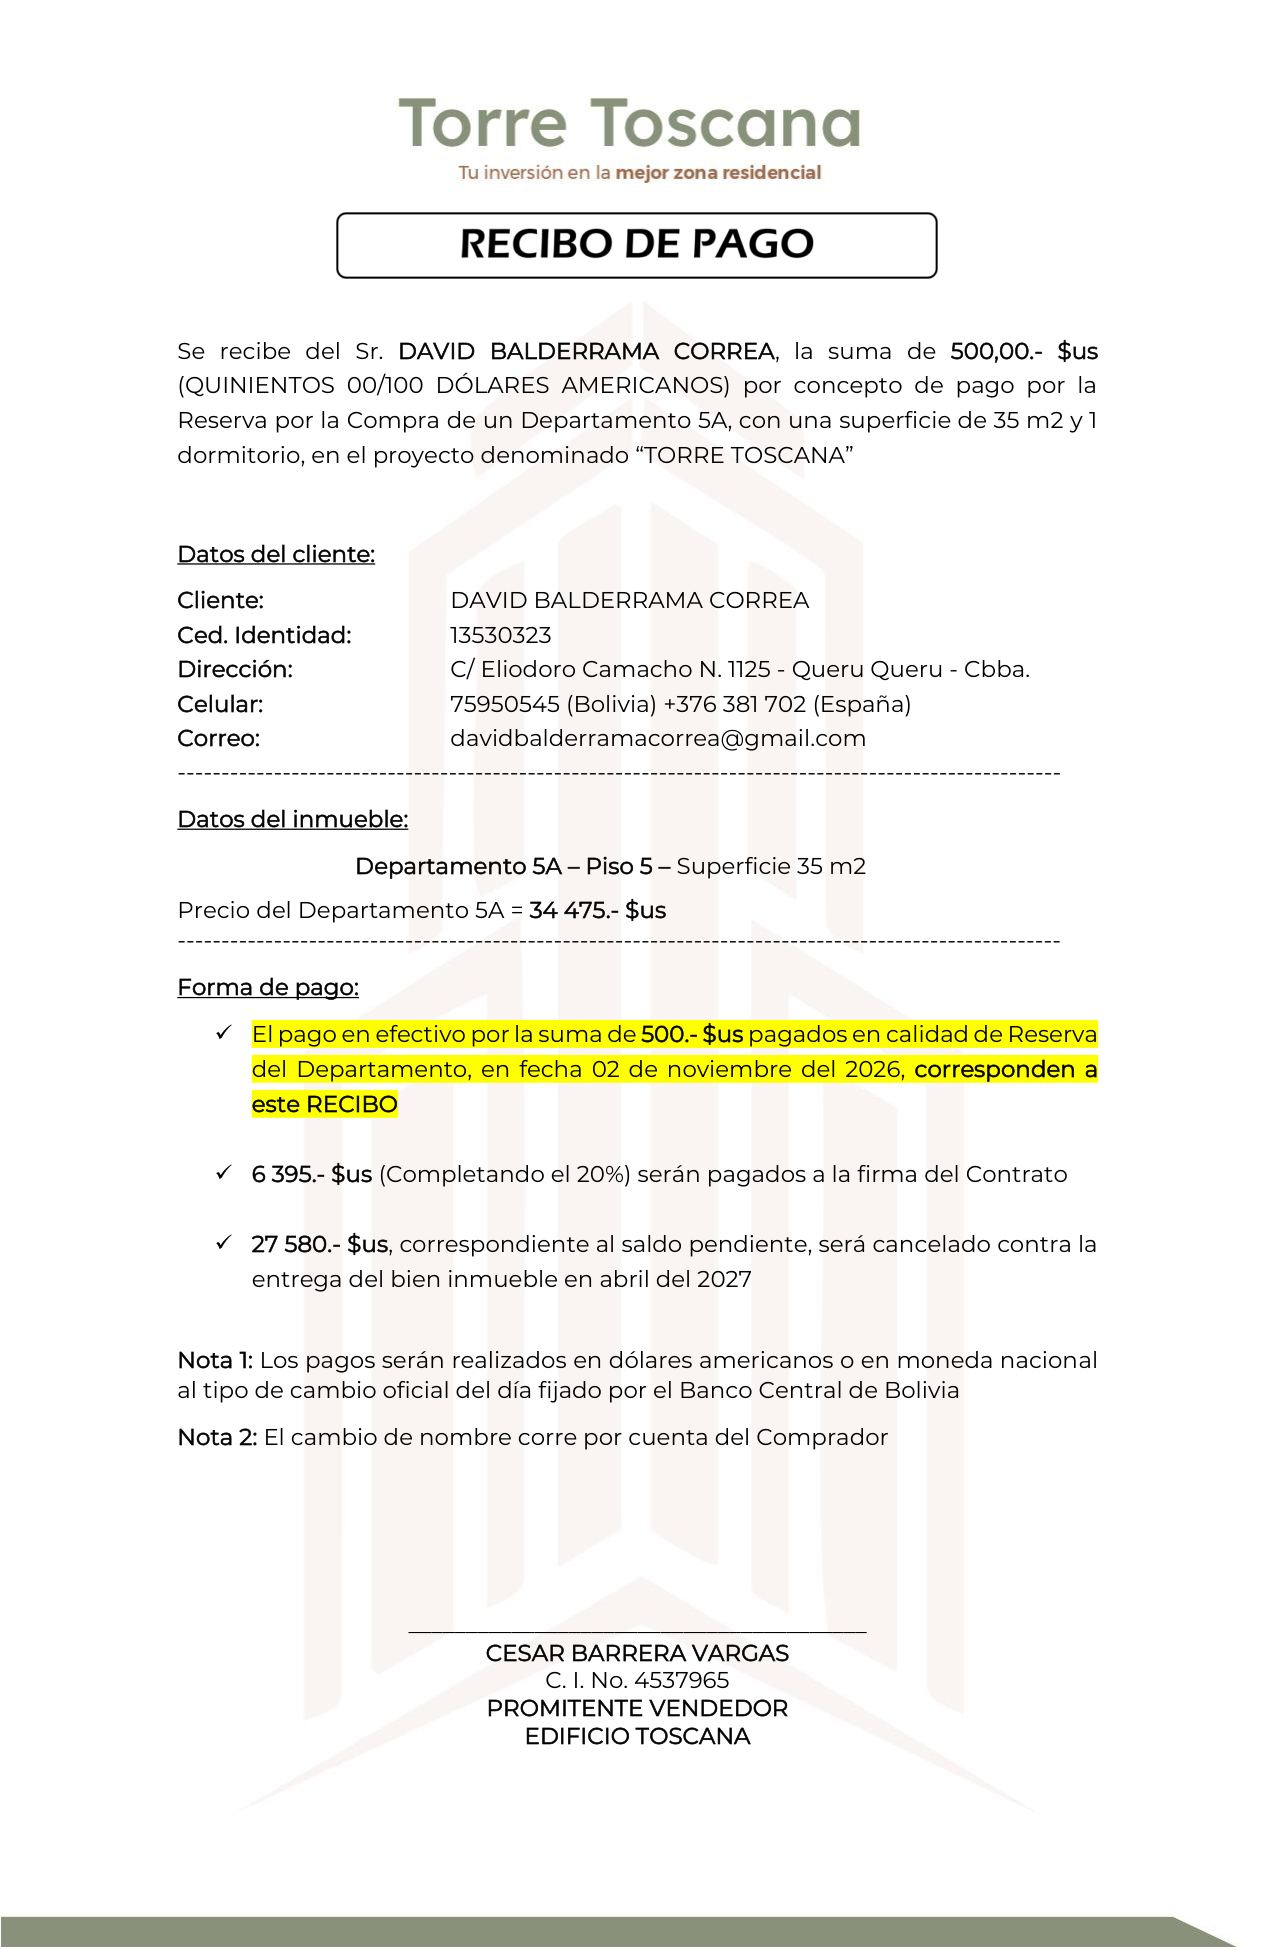 Torre Toscana
Tu inversión en la mejor zona residencial
RECIBO DE PAGO
Se recibe del Sr. DAVID BALDERRAMA CORREA, la suma de 500,00.- $us
(QUINIENTOS 00/100 DÓLARES AMERICANOS) por concepto de pago por la
Reserva por la Compra de un Departamento 5A, con una superficie de 35 m2 y 1
dormitorio, en el proyecto denominado “TORRE TOSCANA”
Datos del cliente:
Cliente: DAVID BALDERRAMA CORREA
Ced. Identidad: 13530323
Dirección: C/ Eliodoro Camacho N. 1125 - Queru Queru - Cbba.
Celular: 75950545 (Bolivia) +376 381 702 (España)
Correo: davidbalderramacorrea@gmail.com
-----------------------------------------------------------------------------------------------------
Datos del inmueble:
Departamento 5A – Piso 5 – Superficie 35 m2
Precio del Departamento 5A = 34 475.- $us
-----------------------------------------------------------------------------------------------------
Forma de pago:
✓ El pago en efectivo por la suma de 500.- $us pagados en calidad de Reserva
del Departamento, en fecha 02 de noviembre del 2026, corresponden a
este RECIBO
✓ 6 395.- $us (Completando el 20%) serán pagados a la firma del Contrato
✓ 27 580.- $us, correspondiente al saldo pendiente, será cancelado contra la
entrega del bien inmueble en abril del 2027
Nota 1: Los pagos serán realizados en dólares americanos o en moneda nacional
al tipo de cambio oficial del día fijado por el Banco Central de Bolivia
Nota 2: El cambio de nombre corre por cuenta del Comprador
________________________________________
CESAR BARRERA VARGAS
C. I. No. 4537965
PROMITENTE VENDEDOR
EDIFICIO TOSCANA